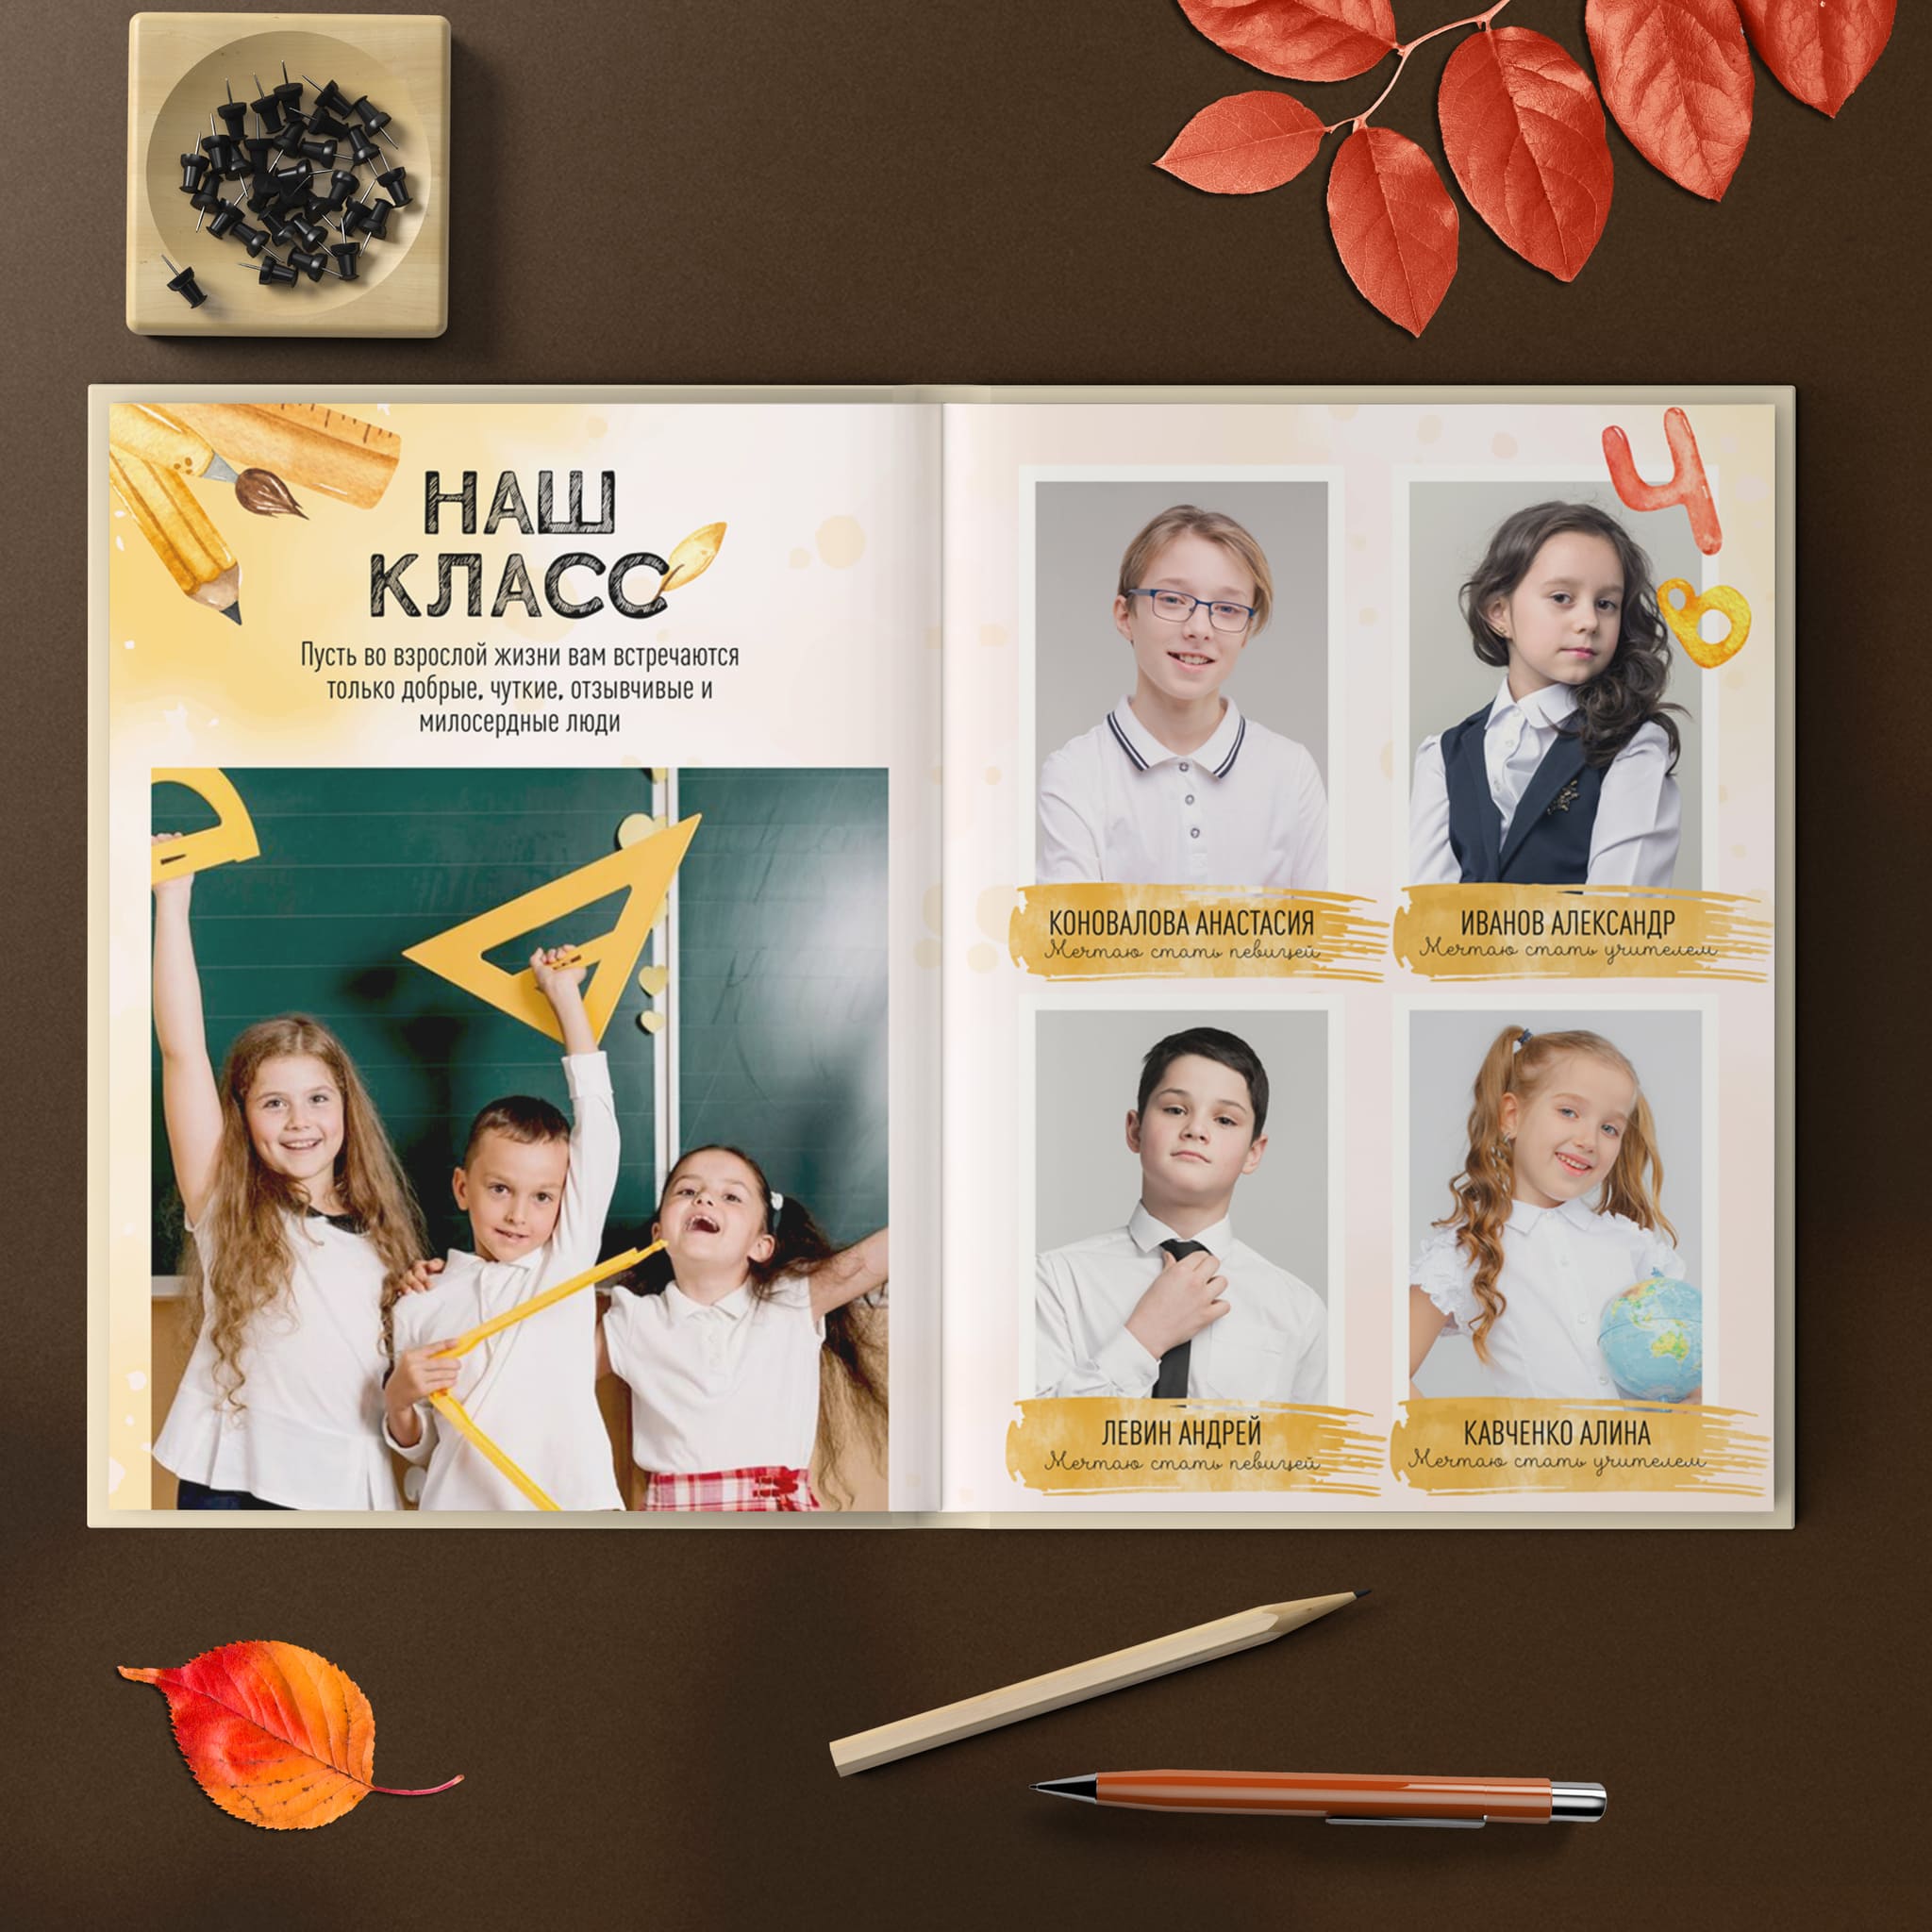 НАШ
КЛАСС
Пусть во взрослой жизни вам встречаются
только добрые, чуткие, отзывчивые и
милосердные люди
Ч
в
КОНОВАЛОВА АНАСТАСИЯ
Мечтаю стать певицей
ИВАНОВ АЛЕКСАНДР
Мечтаю стать учителем
ЛЕВИН АНДРЕЙ
Мечтаю стать певицей
КАВЧЕНКО АЛИНА
Мечтаю стать учителем